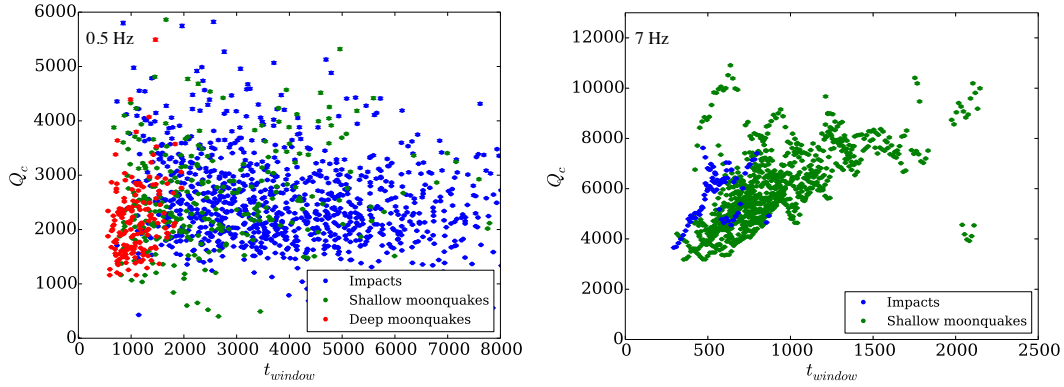 0.5 Hz
6000
5000
4000
3000
2000
1000
0
Q_c
0 1000 2000 3000 4000 5000 6000 7000 8000
t_window
Impacts
Shallow moonquakes
Deep moonquakes
7 Hz
12000
10000
8000
6000
4000
2000
0
Q_c
0 500 1000 1500 2000 2500
t_window
Impacts
Shallow moonquakes